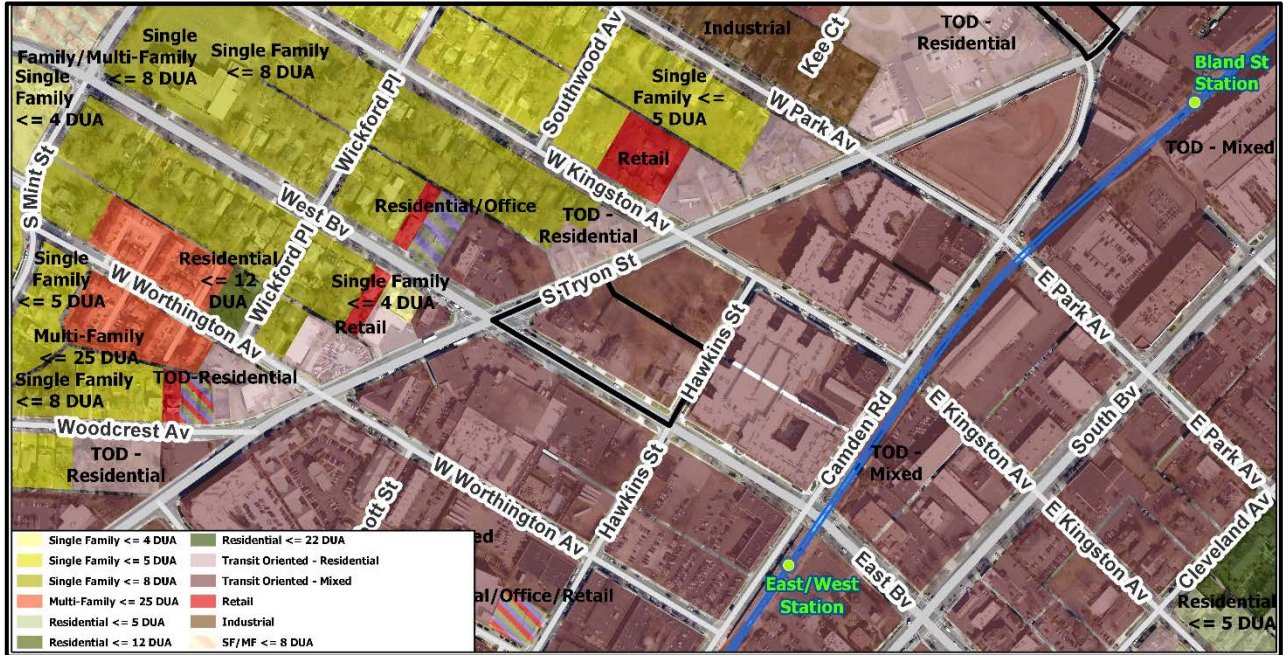 Single
Family/Multi-Family
<= 8 DUA
Single Family
<= 8 DUA
Single
Family
<= 4 DUA
Wickford Pl
Southwood Av
Industrial
Kee Ct
TOD -
Residential
Bland St
Station
Single
Family <=
5 DUA
W Park Av
TOD - Mixed
Retail
W Kingston Av
S Mint St
West Bv
Residential/Office
TOD -
Residential
Single
Family
<= 5 DUA
W Worthington Av
Residential
<= 12
DUA
Wickford Pl
Single Family
<= 4 DUA
Retail
S Tryon St
Hawkins St
E Park Av
Multi-Family
<= 25 DUA
Single Family
<= 8 DUA
TOD-Residential
Woodcrest Av
TOD -
Residential
Camden Rd
E Kingston Av
South Bv
E Park Av
TOD -
Mixed
W Worthington Av
Hawkins St
E Kingston Av
Cleveland Av
ott St
ed
East/West
Station
East Bv
al/Office/Retail
Residential
<= 5 DUA
Single Family <= 4 DUA
Single Family <= 5 DUA
Single Family <= 8 DUA
Multi-Family <= 25 DUA
Residential <= 5 DUA
Residential <= 12 DUA
Residential <= 22 DUA
Transit Oriented - Residential
Transit Oriented - Mixed
Retail
Industrial
SF/MF <= 8 DUA